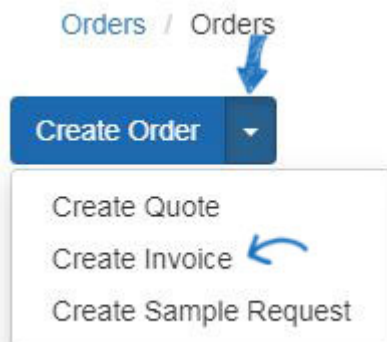 Orders / Orders
Create Order
Create Quote
Create Invoice
Create Sample Request